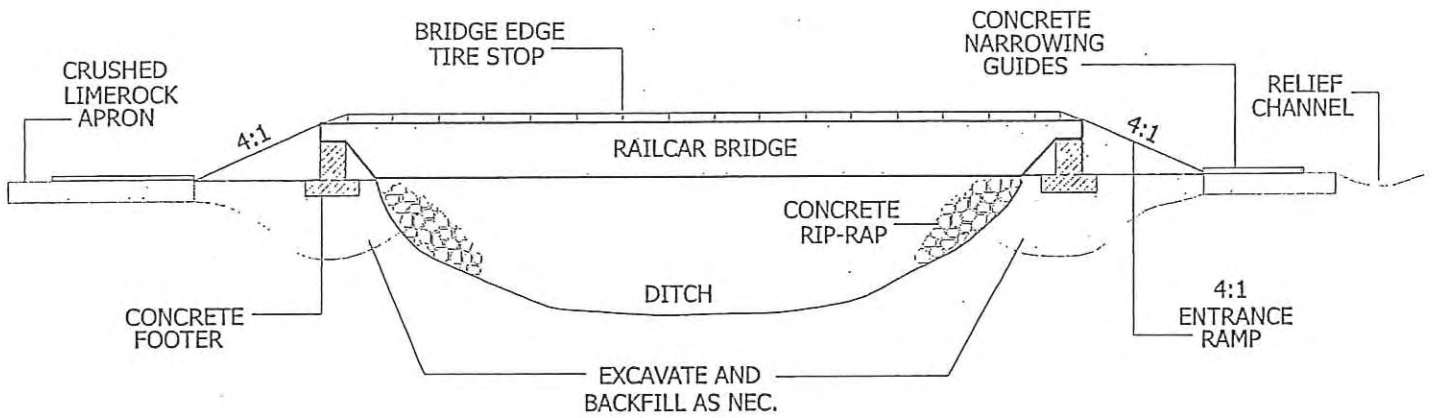 BRIDGE EDGE
TIRE STOP
CONCRETE
NARROWING
GUIDES
CRUSHED
LIMEROCK
APRON
RELIEF
CHANNEL
4:1
4:1
RAILCAR BRIDGE
CONCRETE
RIP-RAP
DITCH
CONCRETE
FOOTER
4:1
ENTRANCE
RAMP
EXCAVATE AND
BACKFILL AS NEC.